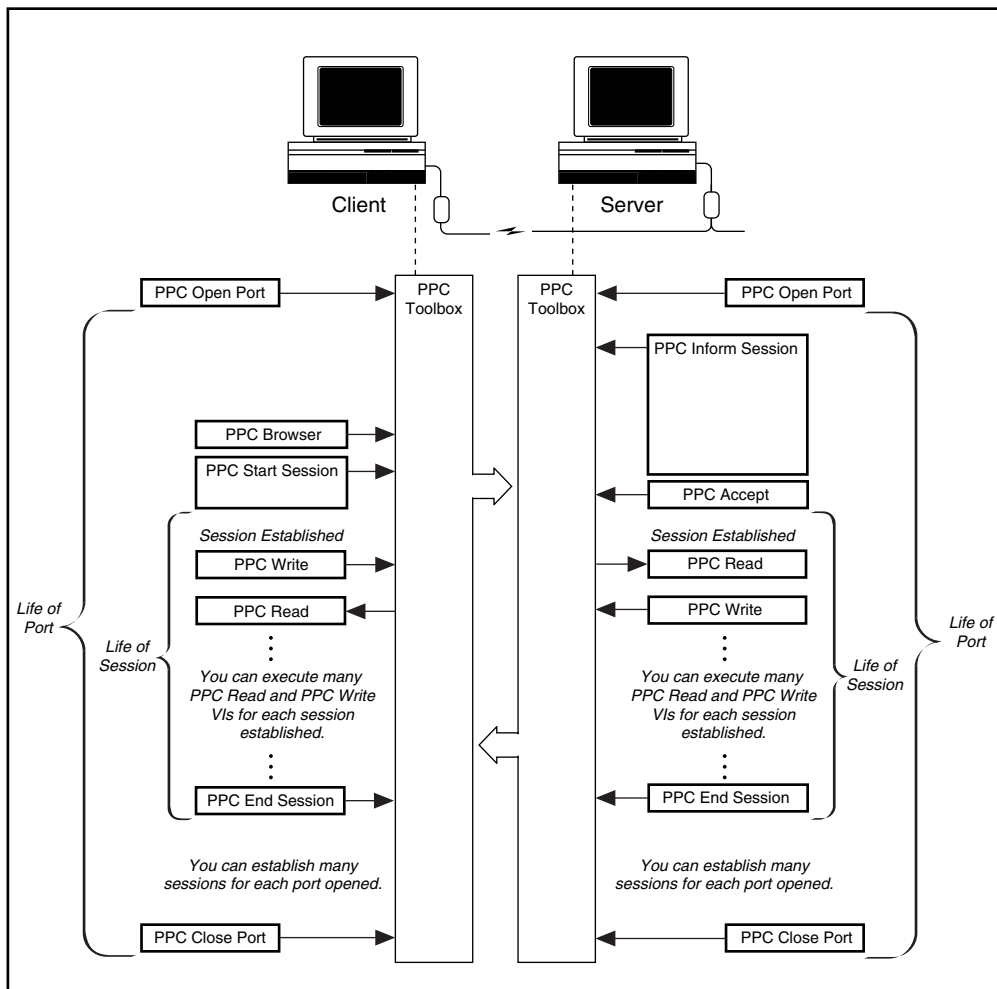 Client
Server
PPC Open Port
PPC
Toolbox
PPC
Toolbox
PPC Open Port
PPC Inform Session
PPC Browser
PPC Start Session
PPC Accept
Session Established
Session Established
PPC Write
PPC Read
PPC Read
PPC Write
Life of
Port
Life of
Session
You can execute many
PPC Read and PPC Write
VIs for each session
established.
You can execute many
PPC Read and PPC Write
VIs for each session
established.
Life of
Session
Life of
Port
PPC End Session
PPC End Session
You can establish many
sessions for each port opened.
You can establish many
sessions for each port opened.
PPC Close Port
PPC Close Port